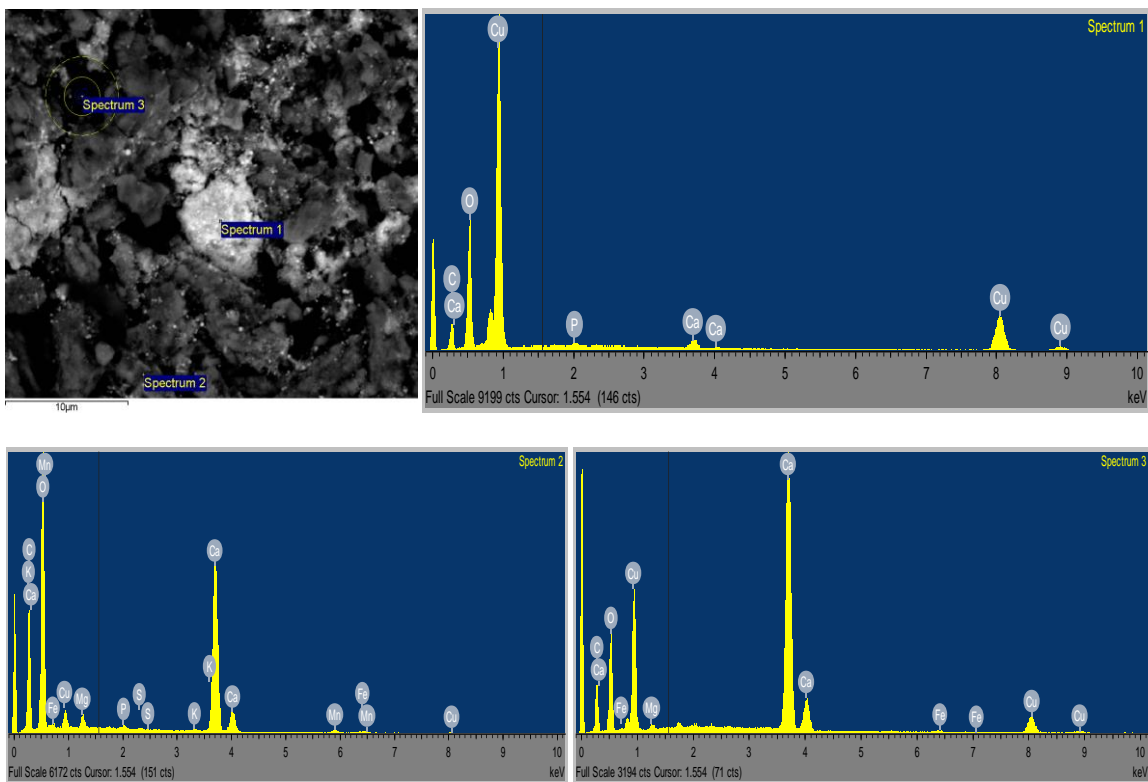 Spectrum 3
Spectrum 1
Spectrum 2
10µm
Spectrum 1
Cu
O
C
Ca
P
Ca
Ca
Cu
Cu
0 1 2 3 4 5 6 7 8 9 10
Full Scale 9199 cts Cursor: 1.554 (146 cts)
keV
Spectrum 2
Mn
O
C
K
Ca
Fe
Cu
Mg
P
S
S
K
K
Ca
Ca
Mn
Fe
Mn
Cu
0 1 2 3 4 5 6 7 8 9 10
Full Scale 6172 cts Cursor: 1.554 (151 cts)
keV
Spectrum 3
C
Ca
O
Fe
Cu
Mg
Ca
Ca
Fe
Fe
Cu
Cu
0 1 2 3 4 5 6 7 8 9 10
Full Scale 3194 cts Cursor: 1.554 (71 cts)
keV